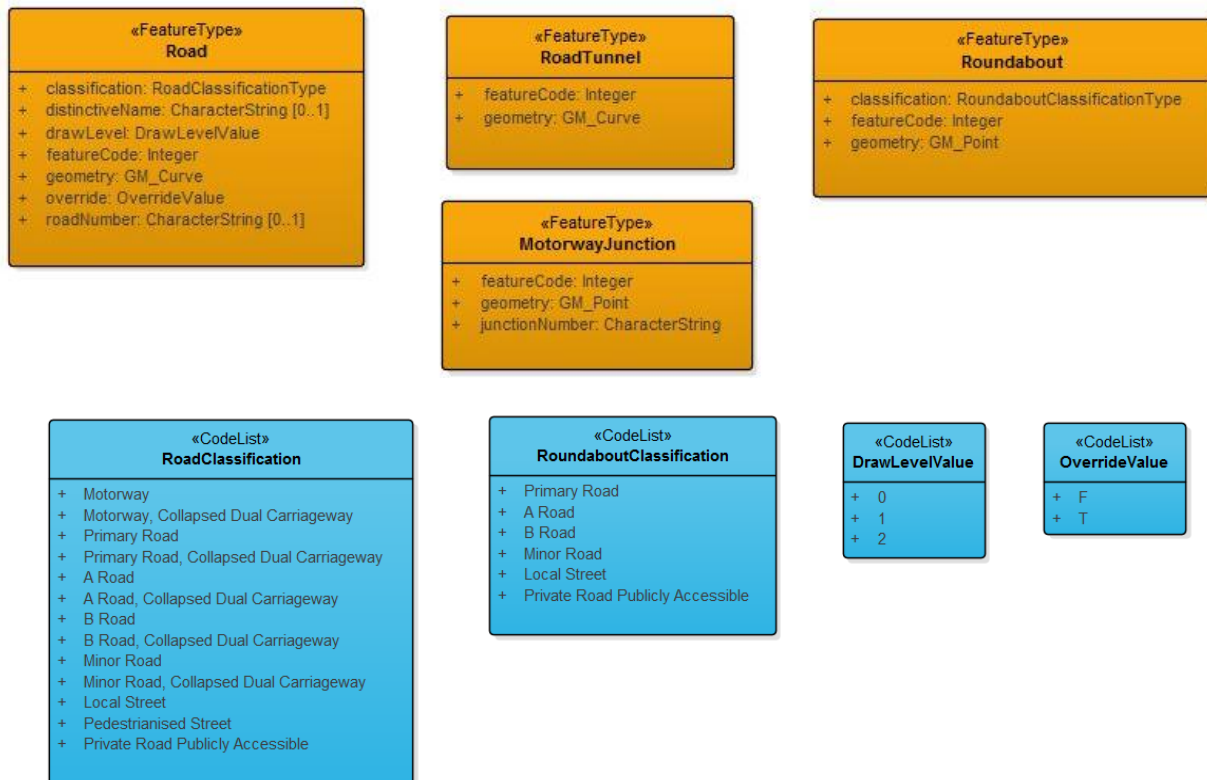 «FeatureType»
Road
+ classification: RoadClassificationType
+ distinctiveName: CharacterString [0..1]
+ drawLevel: DrawLevelValue
+ featureCode: Integer
+ geometry: GM_Curve
+ override: OverrideValue
+ roadNumber: CharacterString [0..1]
«FeatureType»
RoadTunnel
+ featureCode: Integer
+ geometry: GM_Curve
«FeatureType»
Roundabout
+ classification: RoundaboutClassificationType
+ featureCode: Integer
+ geometry: GM_Point
«FeatureType»
MotorwayJunction
+ featureCode: Integer
+ geometry: GM_Point
+ junctionNumber: CharacterString
«CodeList»
RoadClassification
+ Motorway
+ Motorway, Collapsed Dual Carriageway
+ Primary Road
+ Primary Road, Collapsed Dual Carriageway
+ A Road
+ A Road, Collapsed Dual Carriageway
+ B Road
+ B Road, Collapsed Dual Carriageway
+ Minor Road
+ Minor Road, Collapsed Dual Carriageway
+ Local Street
+ Pedestrianised Street
+ Private Road Publicly Accessible
«CodeList»
RoundaboutClassification
+ Primary Road
+ A Road
+ B Road
+ Minor Road
+ Local Street
+ Private Road Publicly Accessible
«CodeList»
DrawLevelValue
+ 0
+ 1
+ 2
«CodeList»
OverrideValue
+ F
+ T